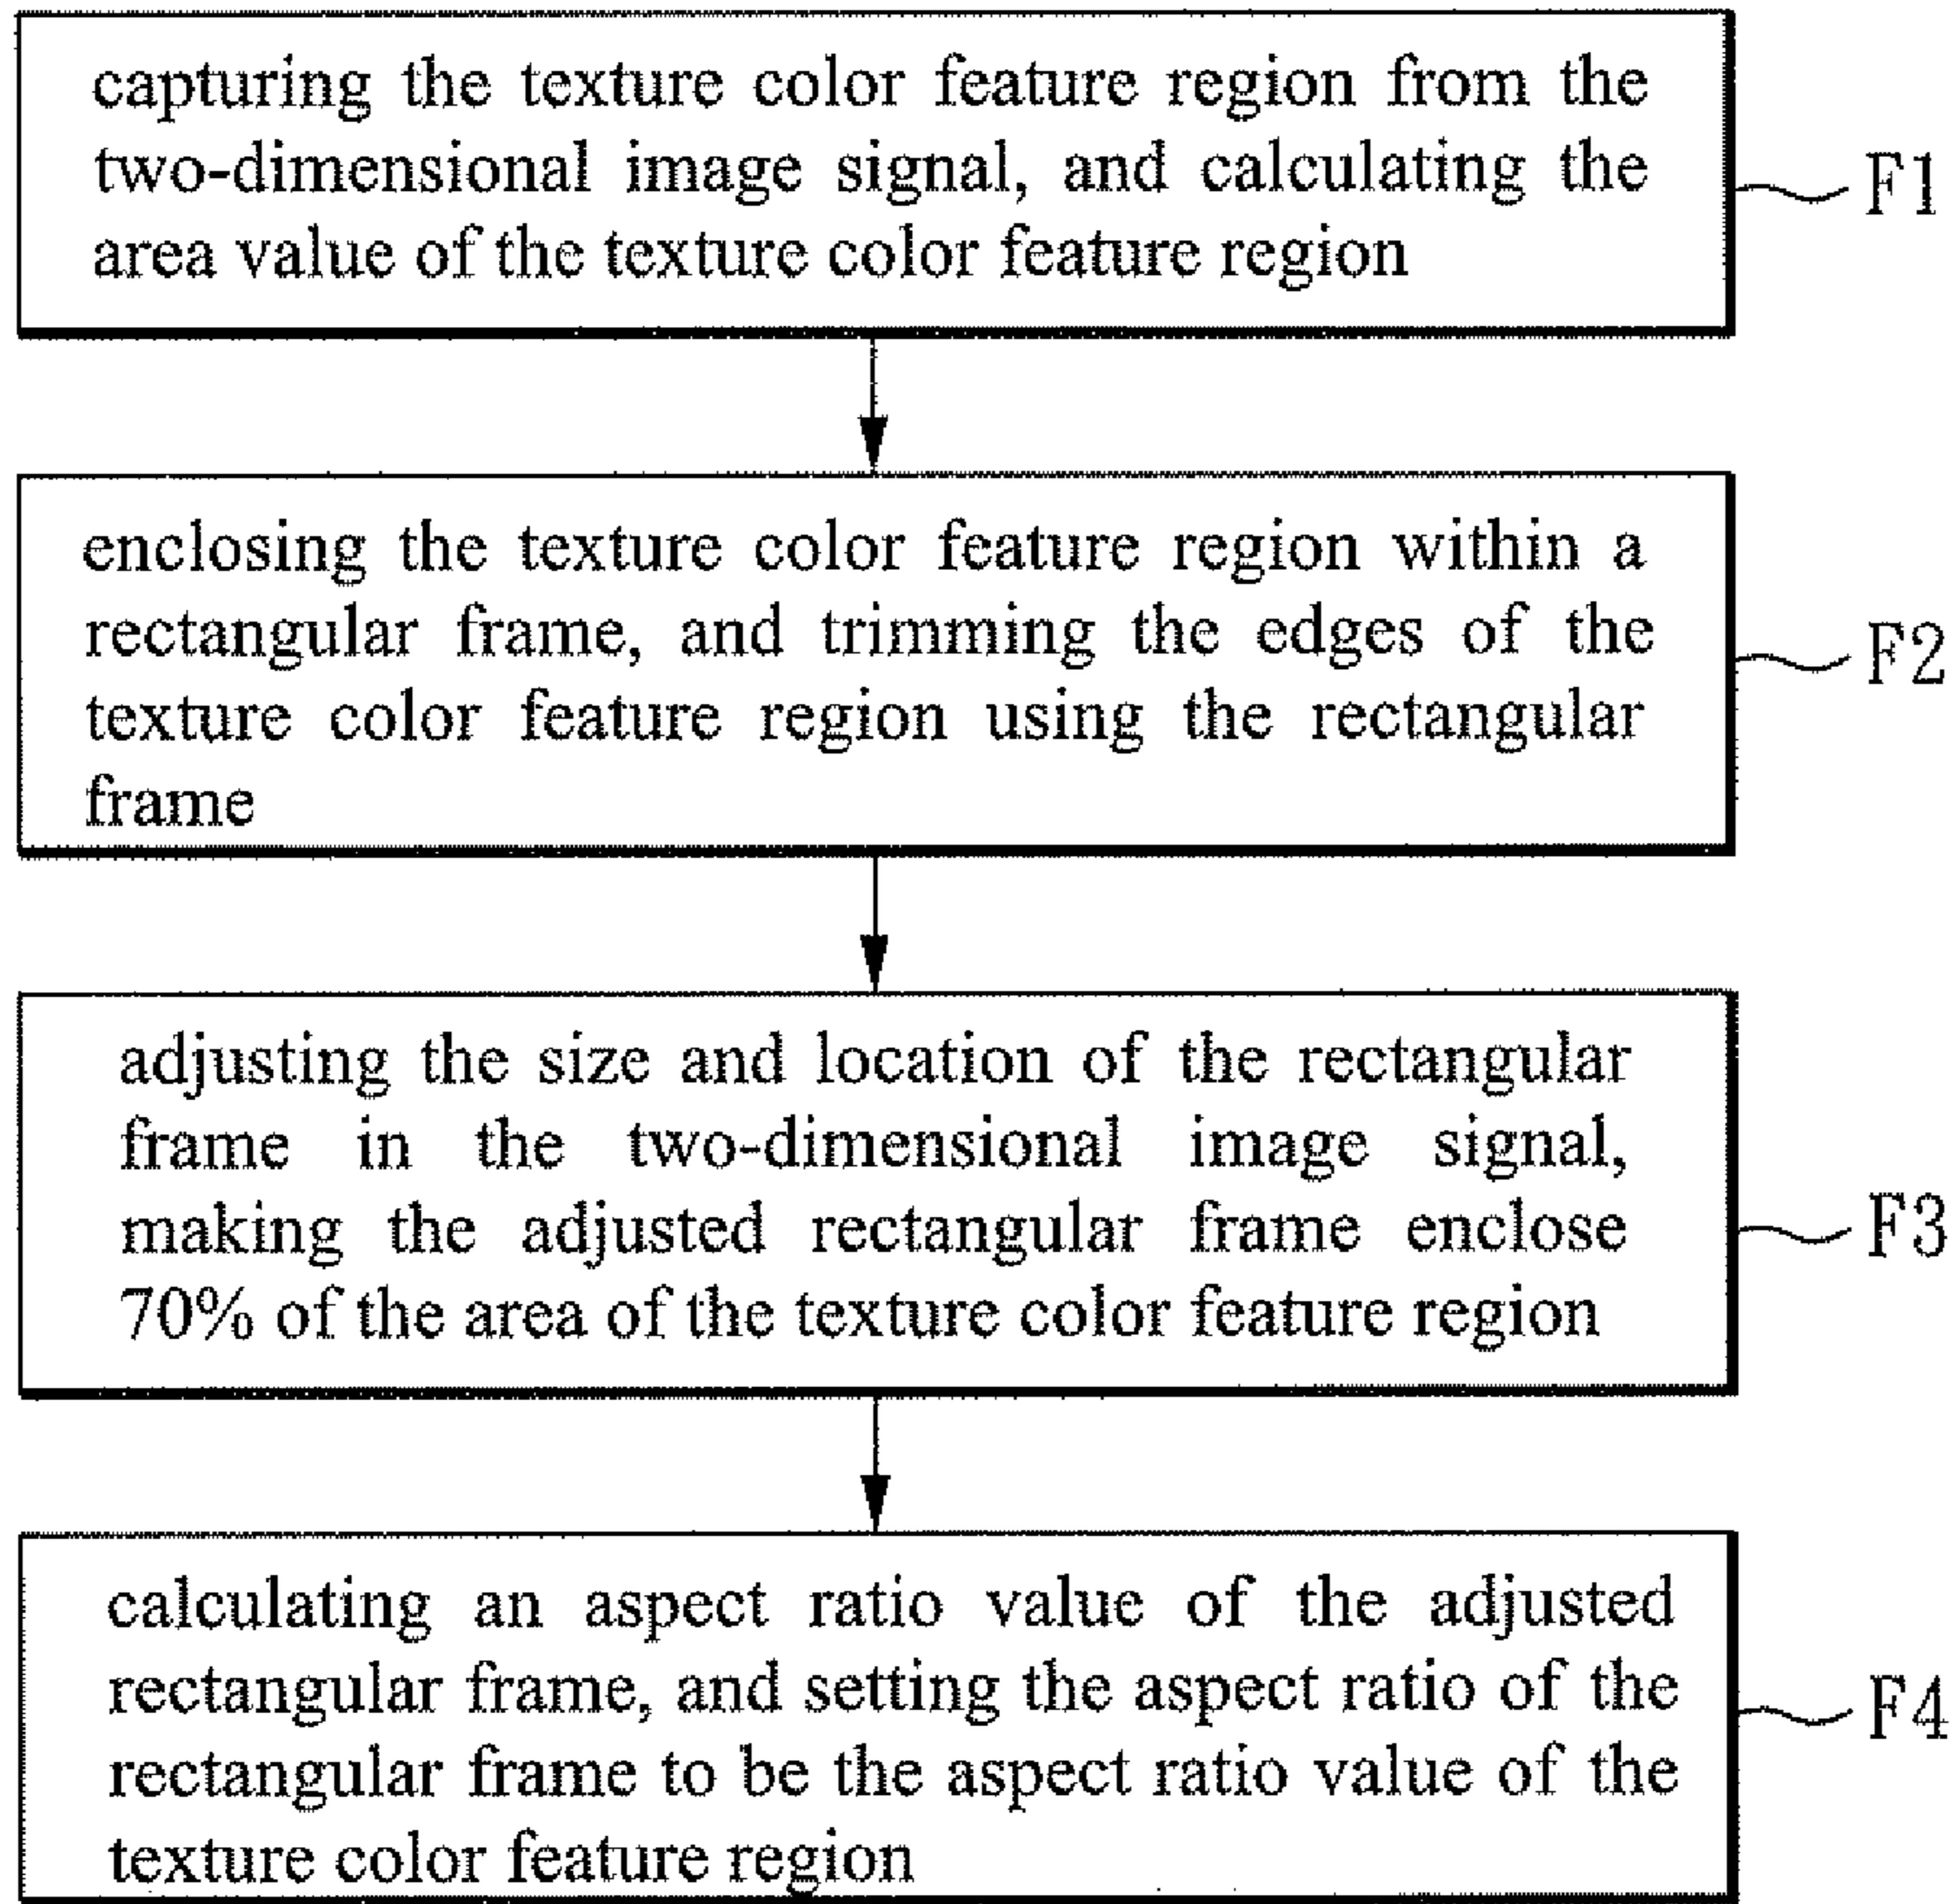 capturing the texture color feature region from the
two-dimensional image signal, and calculating the
area value of the texture color feature region
F1
enclosing the texture color feature region within a
rectangular frame, and trimming the edges of the
texture color feature region using the rectangular
frame
F2
adjusting the size and location of the rectangular
frame in the two-dimensional image signal,
making the adjusted rectangular frame enclose
70% of the area of the texture color feature region
F3
calculating an aspect ratio value of the adjusted
rectangular frame, and setting the aspect ratio of the
rectangular frame to be the aspect ratio value of the
texture color feature region
F4